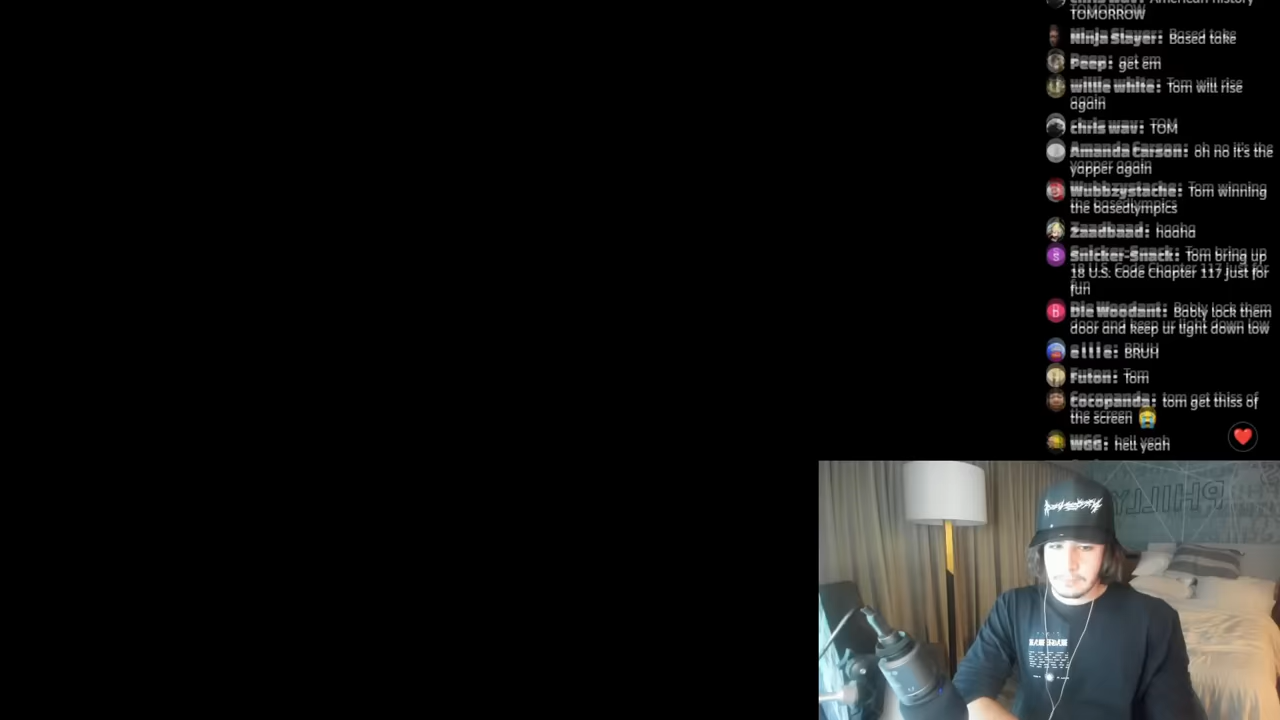 TOMORROW
Ninja Slayer: Based take
Peep: get em
willie white: Tom will rise
again
chris wav: TOM
Amanda Carson: oh no it's the
yapper again
Wubbzystache: Tom winning
the basedlympics
Zaadbaad: haaha
S
Snicker-Snack: Tom bring up
18 U.S. Code Chapter 117 just for
fun
B
Die Woodant: Bably lock them
door and keep ur light down low
e l l i e: BRUH
Futon: Tom
Cocopanda: tom get thiss of
the screen 😭
WGG: hell yeah
PHILLY